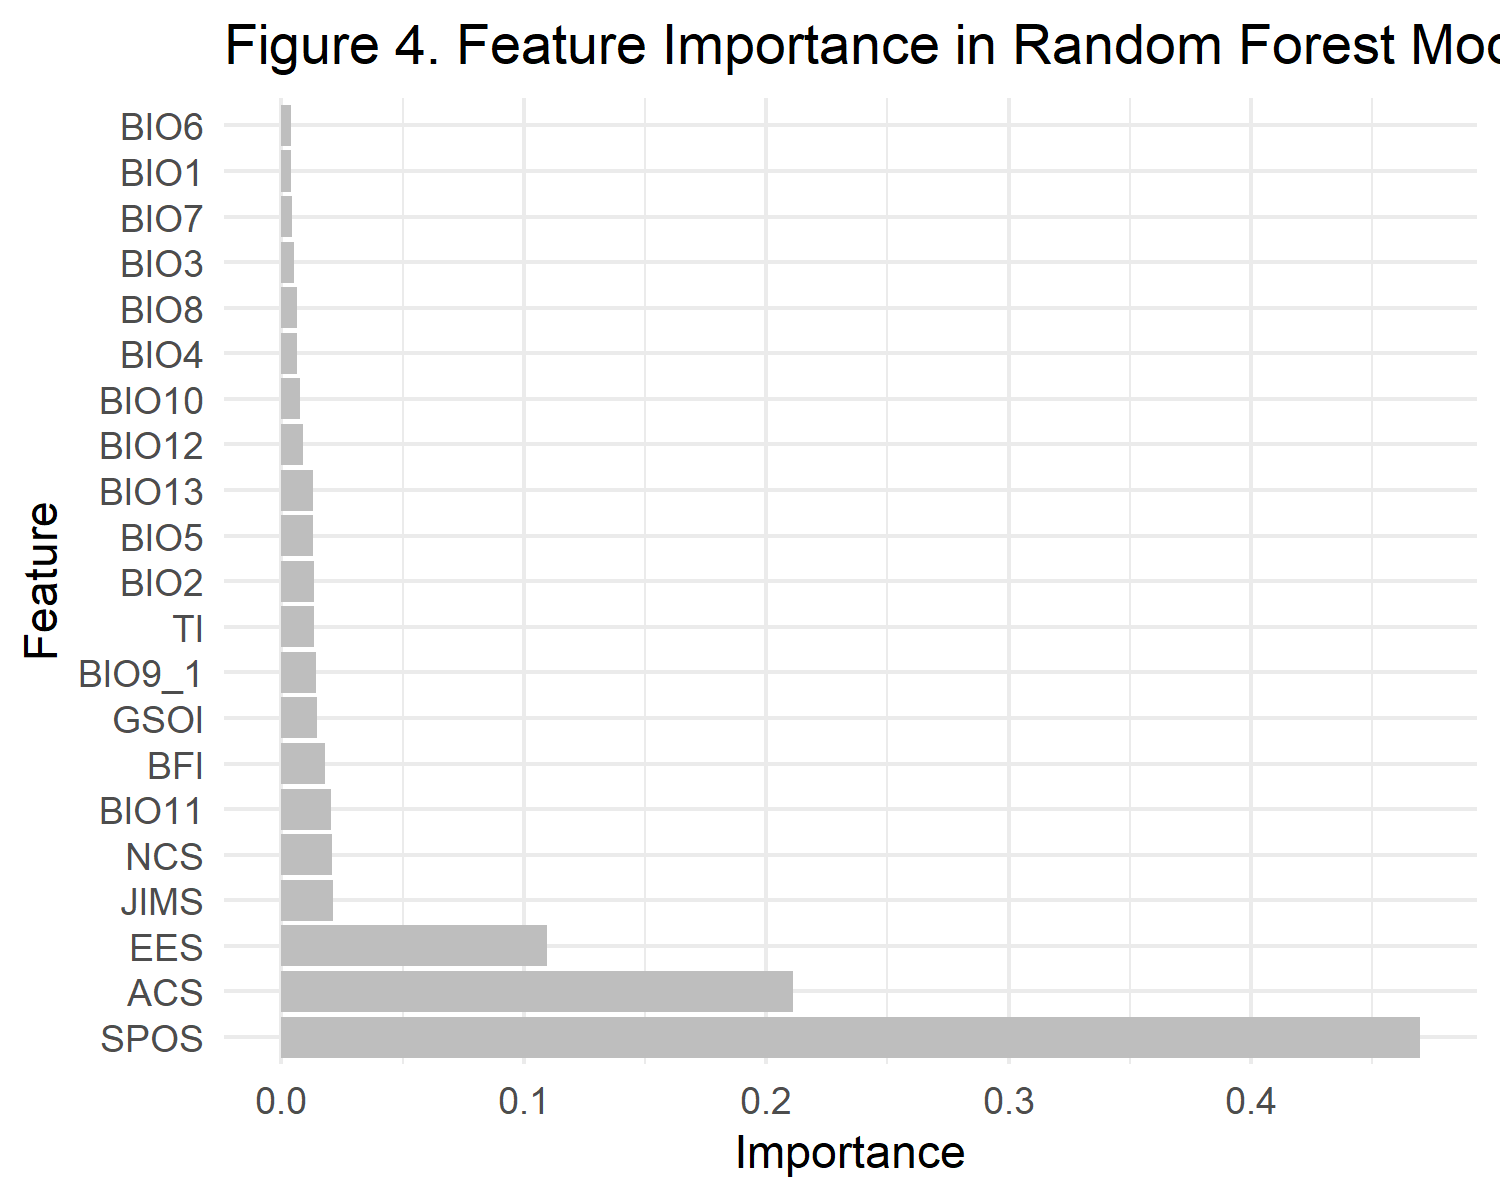 Figure 4. Feature Importance in Random Forest
BIO6
BIO1
BIO7
BIO3
BIO8
BIO4
BIO10
BIO12
BIO13
BIO5
BIO2
TI
BIO9_1
GSOI
BFI
BIO11
NCS
JIMS
EES
ACS
SPOS
Feature
0.0 0.1 0.2 0.3 0.4
Importance